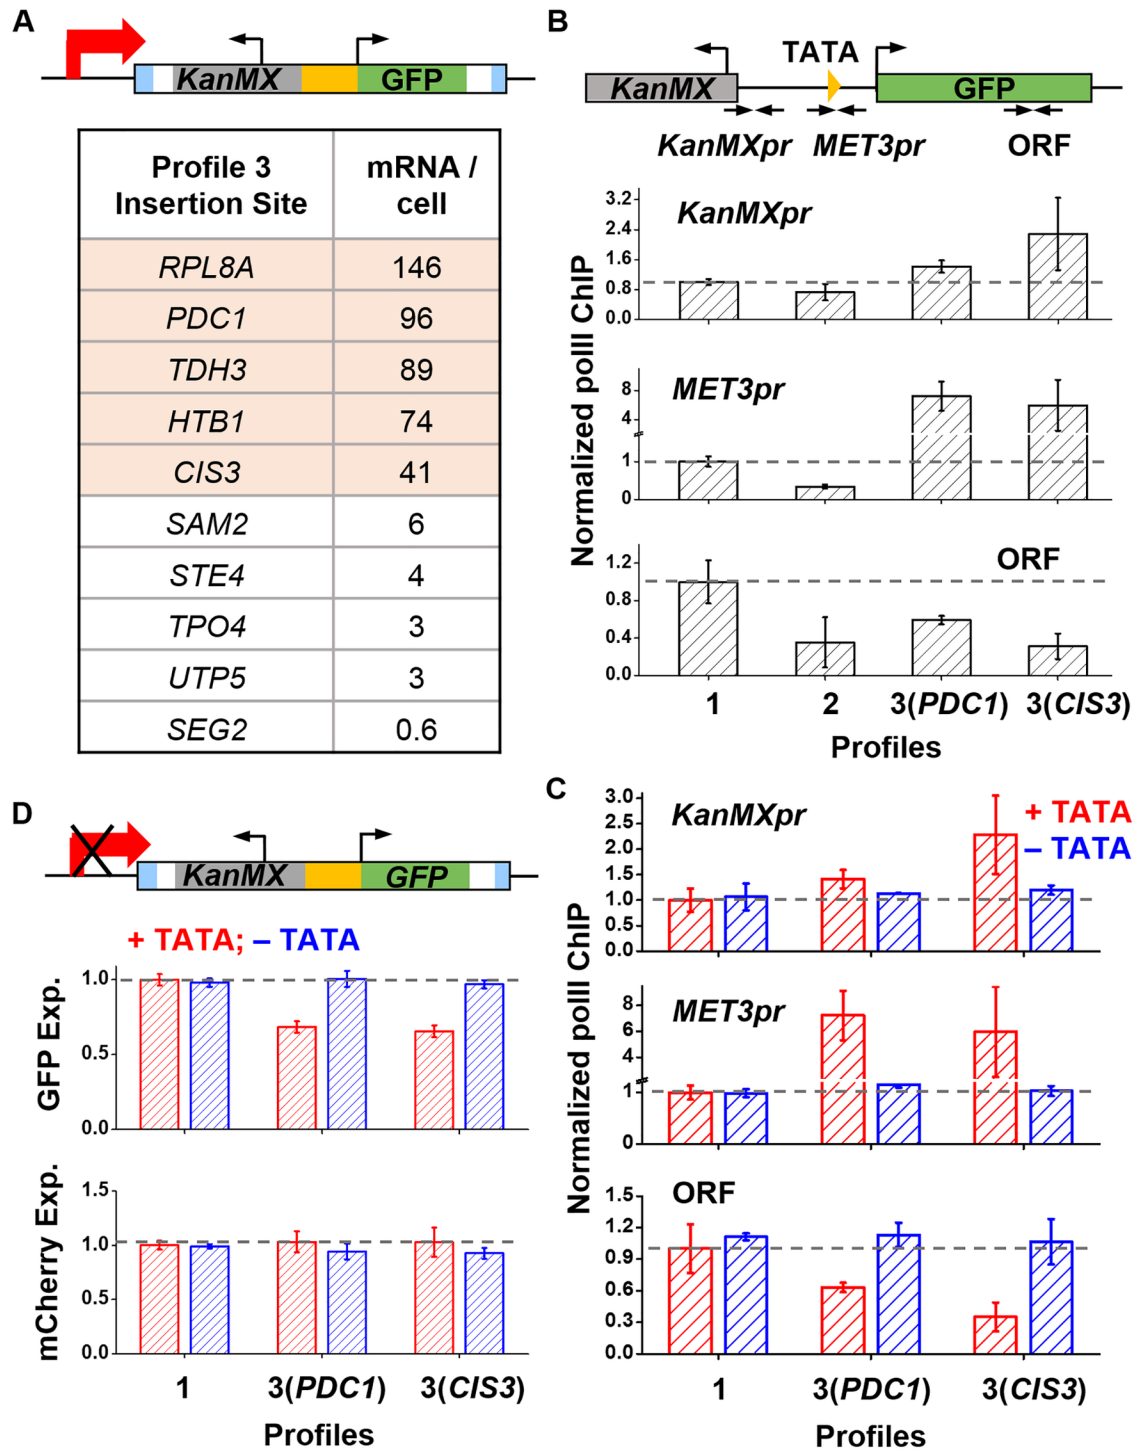 A
KanMX GFP
Profile 3 Insertion Site mRNA / cell
RPL8A 146
PDC1 96
TDH3 89
HTB1 74
CIS3 41
SAM2 6
STE4 4
TPO4 3
UTP5 3
SEG2 0.6
B
TATA
KanMX GFP
KanMXpr MET3pr ORF
Normalized polII ChIP
KanMXpr
3.2
2.4
1.6
0.8
0.0
MET3pr
8
4
1
0
ORF
1.2
0.8
0.4
0.0
1 2 3(PDC1) 3(CIS3)
Profiles
D
KanMX GFP
+ TATA; – TATA
GFP Exp.
1.0
0.5
0.0
mCherry Exp.
1.5
1.0
0.5
0.0
1 3(PDC1) 3(CIS3)
Profiles
C
Normalized polII ChIP
KanMXpr
+ TATA
– TATA
3.0
2.5
2.0
1.5
1.0
0.5
0.0
MET3pr
8
6
4
1
0
ORF
1.5
1.2
0.9
0.6
0.3
0.0
1 3(PDC1) 3(CIS3)
Profiles